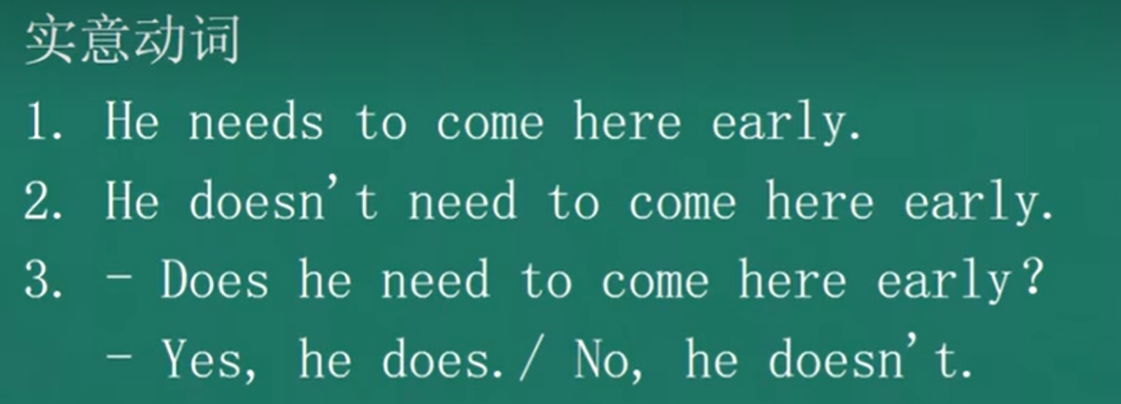 实意动词
1. He needs to come here early.
2. He doesn't need to come here early.
3. - Does he need to come here early?
- Yes, he does./ No, he doesn't.